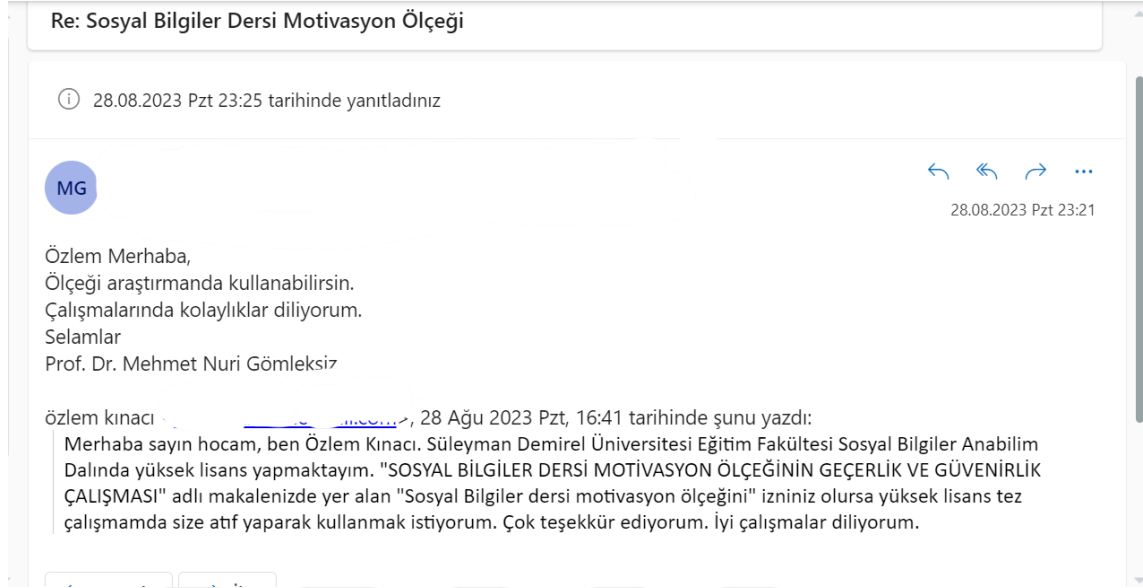 Re: Sosyal Bilgiler Dersi Motivasyon Ölçeği
28.08.2023 Pzt 23:25 tarihinde yanıtladınız
MG
28.08.2023 Pzt 23:21
Özlem Merhaba,
Ölçeği araştırmanda kullanabilirsin.
Çalışmalarında kolaylıklar diliyorum.
Selamlar
Prof. Dr. Mehmet Nuri Gömleksiz
özlem kınacı >, 28 Ağu 2023 Pzt, 16:41 tarihinde şunu yazdı:
Merhaba sayın hocam, ben Özlem Kınacı. Süleyman Demirel Üniversitesi Eğitim Fakültesi Sosyal Bilgiler Anabilim
Dalında yüksek lisans yapmaktayım. "SOSYAL BİLGİLER DERSİ MOTİVASYON ÖLÇEĞİNİN GEÇERLİK VE GÜVENİRLİK
ÇALIŞMASI" adlı makalenizde yer alan "Sosyal Bilgiler dersi motivasyon ölçeğini" izniniz olursa yüksek lisans tez
çalışmamda size atıf yaparak kullanmak istiyorum. Çok teşekkür ediyorum. İyi çalışmalar diliyorum.